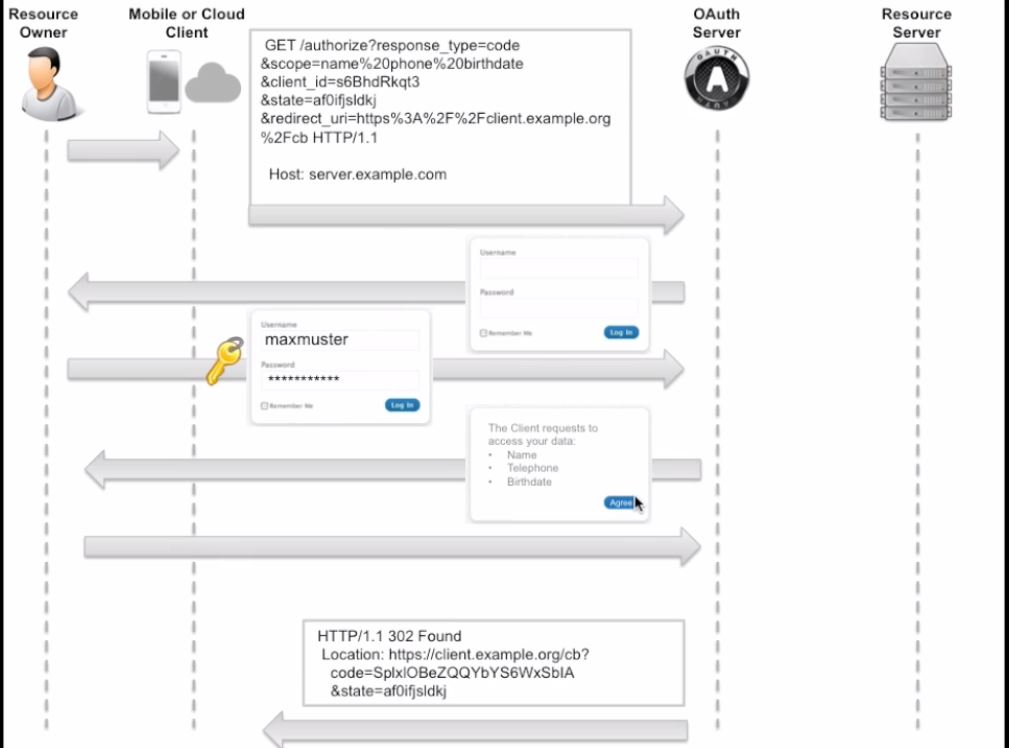 Resource
Owner
Mobile or Cloud
Client
OAuth
Server
Resource
Server
GET /authorize?response_type=code
&scope=name%20phone%20birthdate
&client_id=s6BhdRkqt3
&state=af0ifjsldkj
&redirect_uri=https%3A%2F%2Fclient.example.org
%2Fcb HTTP/1.1
Host: server.example.com
OAUTH
A
Username
Password
Remember Me
Log In
Username
maxmuster
Password
***********
Remember Me
Log In
The Client requests to
access your data:
• Name
• Telephone
• Birthdate
Agree
HTTP/1.1 302 Found
Location: https://client.example.org/cb?
code=SplxlOBeZQQYbYS6WxSbIA
&state=af0ifjsldkj